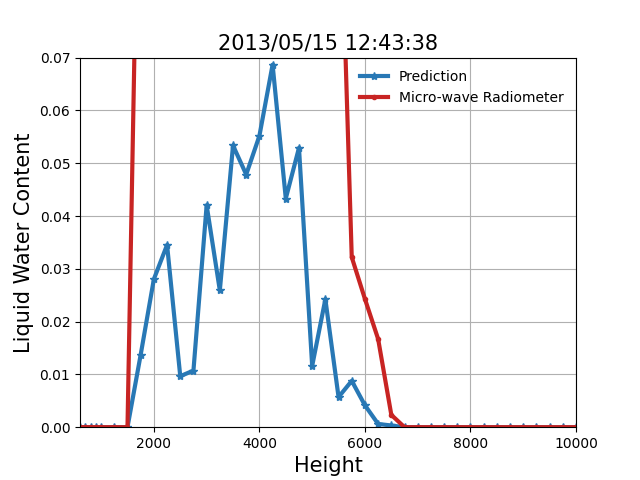 2013/05/15 12:43:38
Prediction
Micro-wave Radiometer
Liquid Water Content
0.07
0.06
0.05
0.04
0.03
0.02
0.01
0.00
2000 4000 6000 8000 10000
Height